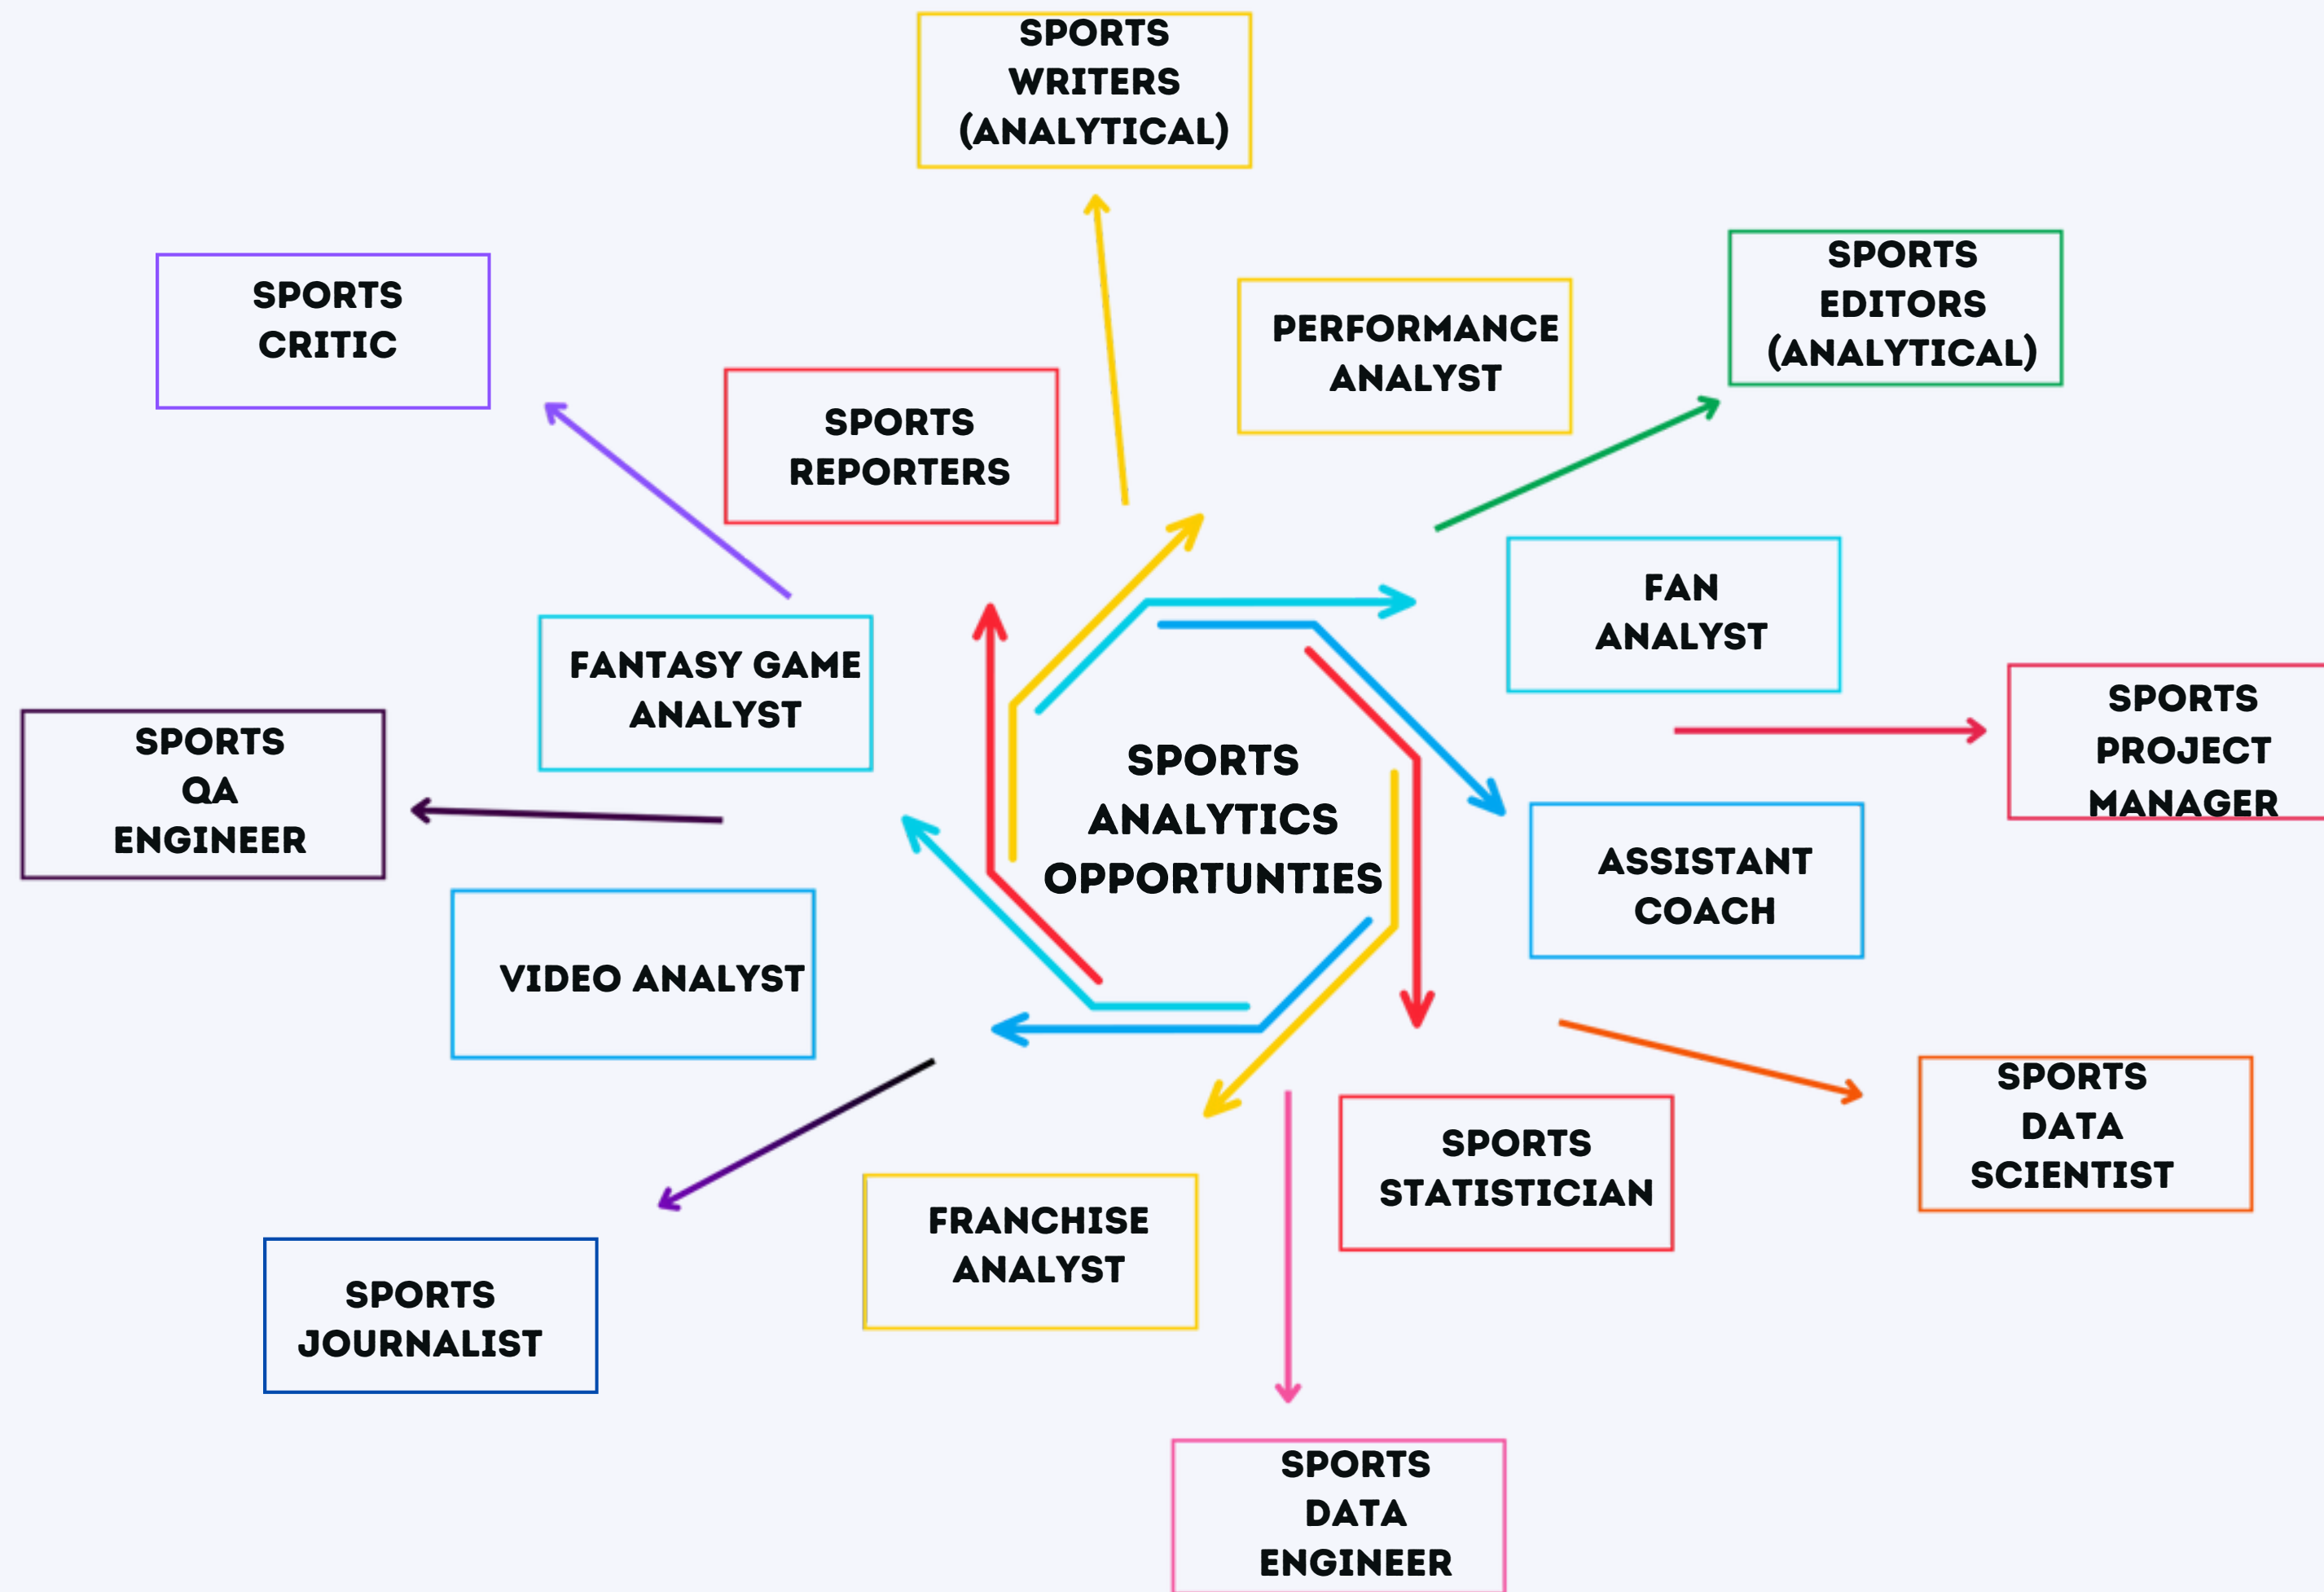 SPORTS
WRITERS
(ANALYTICAL)
SPORTS
EDITORS
(ANALYTICAL)
SPORTS
CRITIC
PERFORMANCE
ANALYST
SPORTS
REPORTERS
FAN
ANALYST
FANTASY GAME
ANALYST
SPORTS
PROJECT
MANAGER
SPORTS
QA
ENGINEER
SPORTS
ANALYTICS
OPPORTUNTIES
ASSISTANT
COACH
VIDEO ANALYST
SPORTS
DATA
SCIENTIST
SPORTS
STATISTICIAN
FRANCHISE
ANALYST
SPORTS
JOURNALIST
SPORTS
DATA
ENGINEER